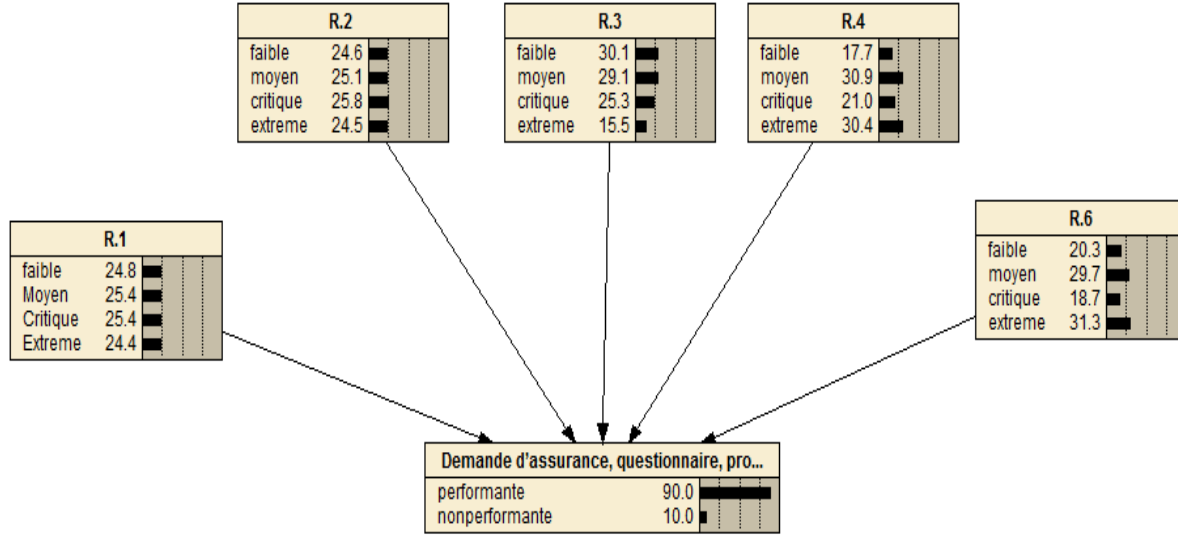 R.2
faible 24.6
moyen 25.1
critique 25.8
extreme 24.5
R.3
faible 30.1
moyen 29.1
critique 25.3
extreme 15.5
R.4
faible 17.7
moyen 30.9
critique 21.0
extreme 30.4
R.1
faible 24.8
Moyen 25.4
Critique 25.4
Extreme 24.4
R.6
faible 20.3
moyen 29.7
critique 18.7
extreme 31.3
Demande d'assurance, questionnaire, pro...
performante 90.0
nonperformante 10.0